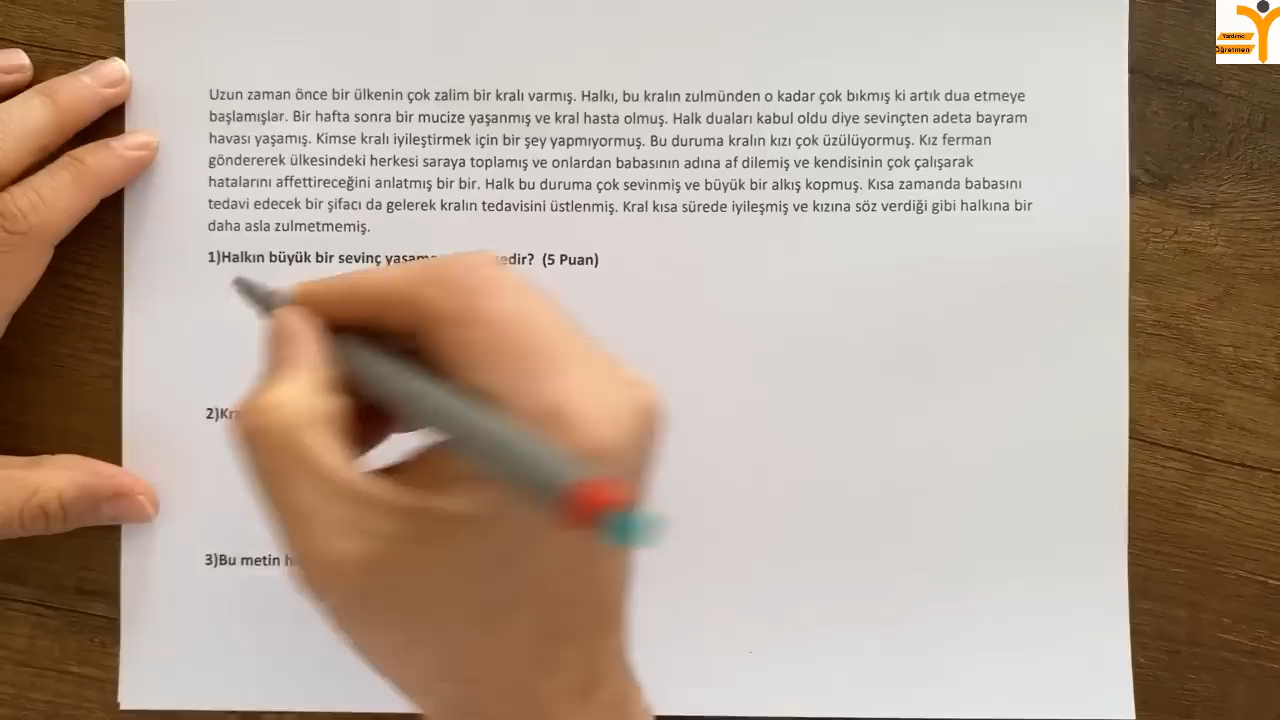 Yardımcı
Öğretmen
Uzun zaman önce bir ülkenin çok zalim bir kralı varmış. Halkı, bu kralın zulmünden o kadar çok bıkmış ki artık dua etmeye
başlamışlar. Bir hafta sonra bir mucize yaşanmış ve kral hasta olmuş. Halk duaları kabul oldu diye sevinçten adeta bayram
havası yaşamış. Kimse kralı iyileştirmek için bir şey yapmıyormuş. Bu duruma kralın kızı çok üzülüyormuş. Kız ferman
göndererek ülkesindeki herkesi saraya toplamış ve onlardan babasının adına af dilemiş ve kendisinin çok çalışarak
hatalarını affettireceğini anlatmış bir bir. Halk bu duruma çok sevinmiş ve büyük bir alkış kopmuş. Kısa zamanda babasını
tedavi edecek bir şifacı da gelerek kralın tedavisini üstlenmiş. Kral kısa sürede iyileşmiş ve kızına söz verdiği gibi halkına bir
daha asla zulmetmemiş.
1)Halkın büyük bir sevinç (5 Puan)
2)
3)Bu metin